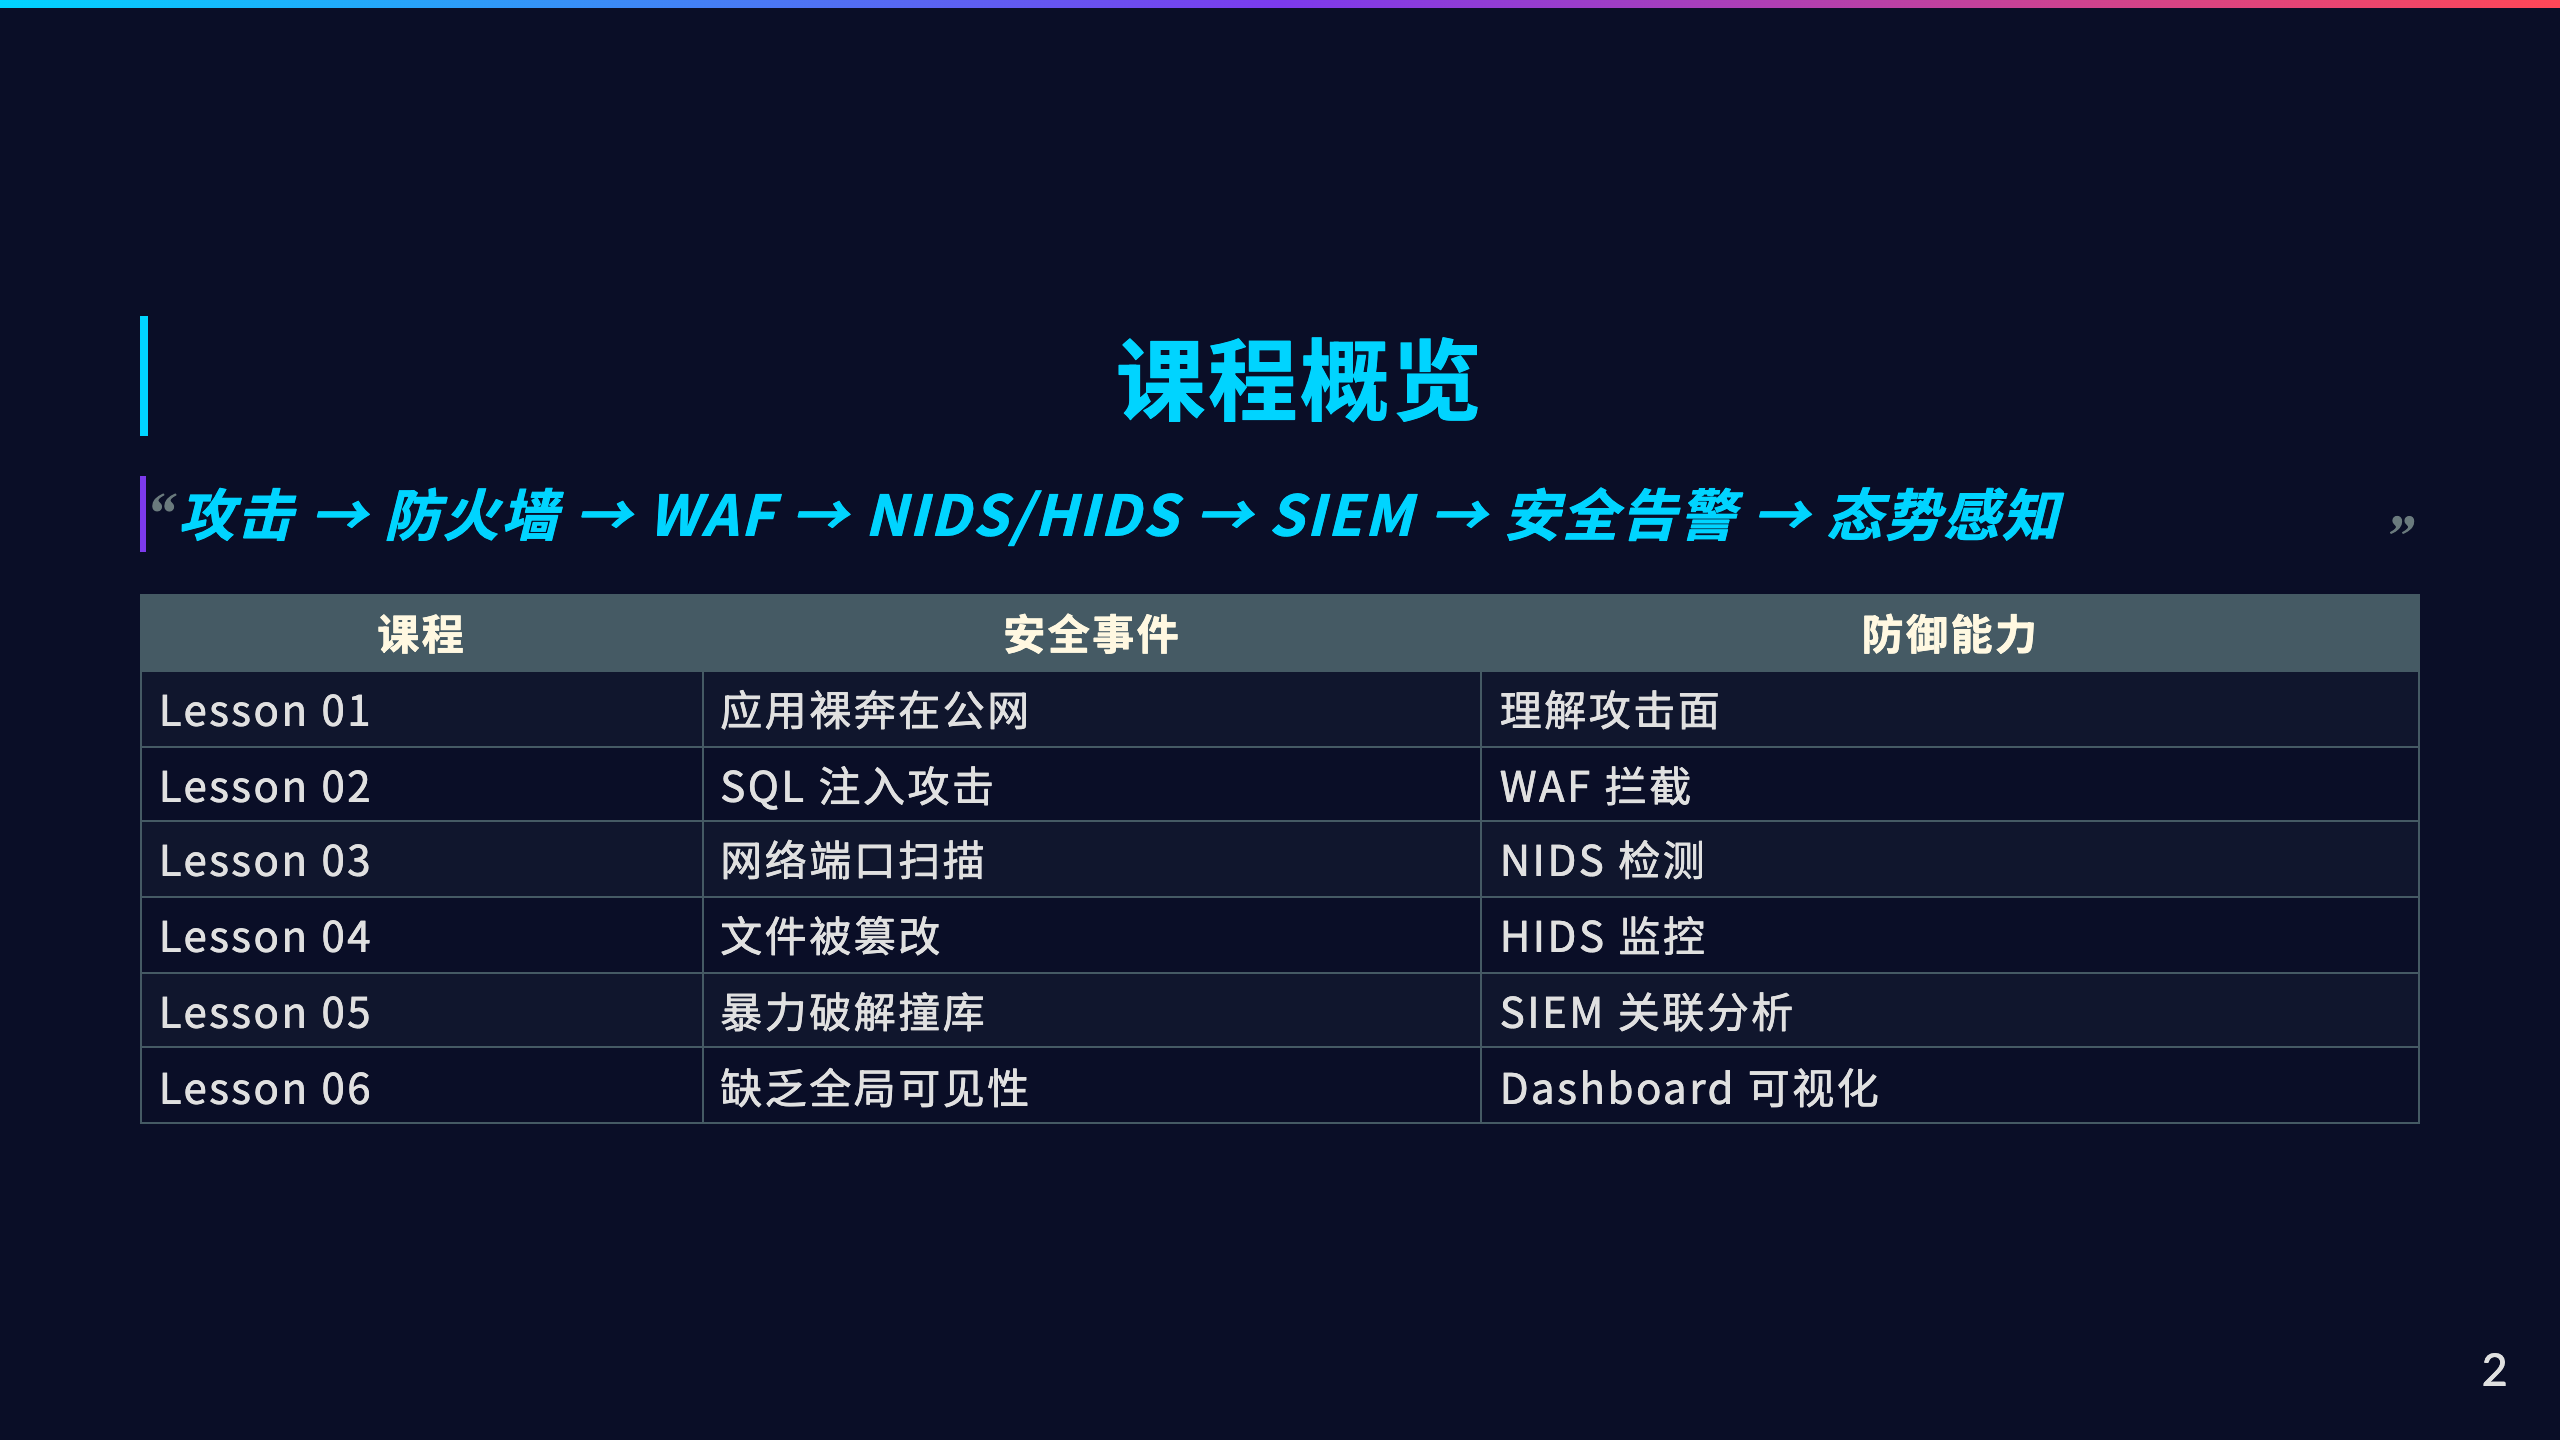 课程概览
“攻击 → 防火墙 → WAF → NIDS/HIDS → SIEM → 安全告警 → 态势感知”
课程 安全事件 防御能力
Lesson 01 应用裸奔在公网 理解攻击面
Lesson 02 SQL 注入攻击 WAF 拦截
Lesson 03 网络端口扫描 NIDS 检测
Lesson 04 文件被篡改 HIDS 监控
Lesson 05 暴力破解撞库 SIEM 关联分析
Lesson 06 缺乏全局可见性 Dashboard 可视化
2